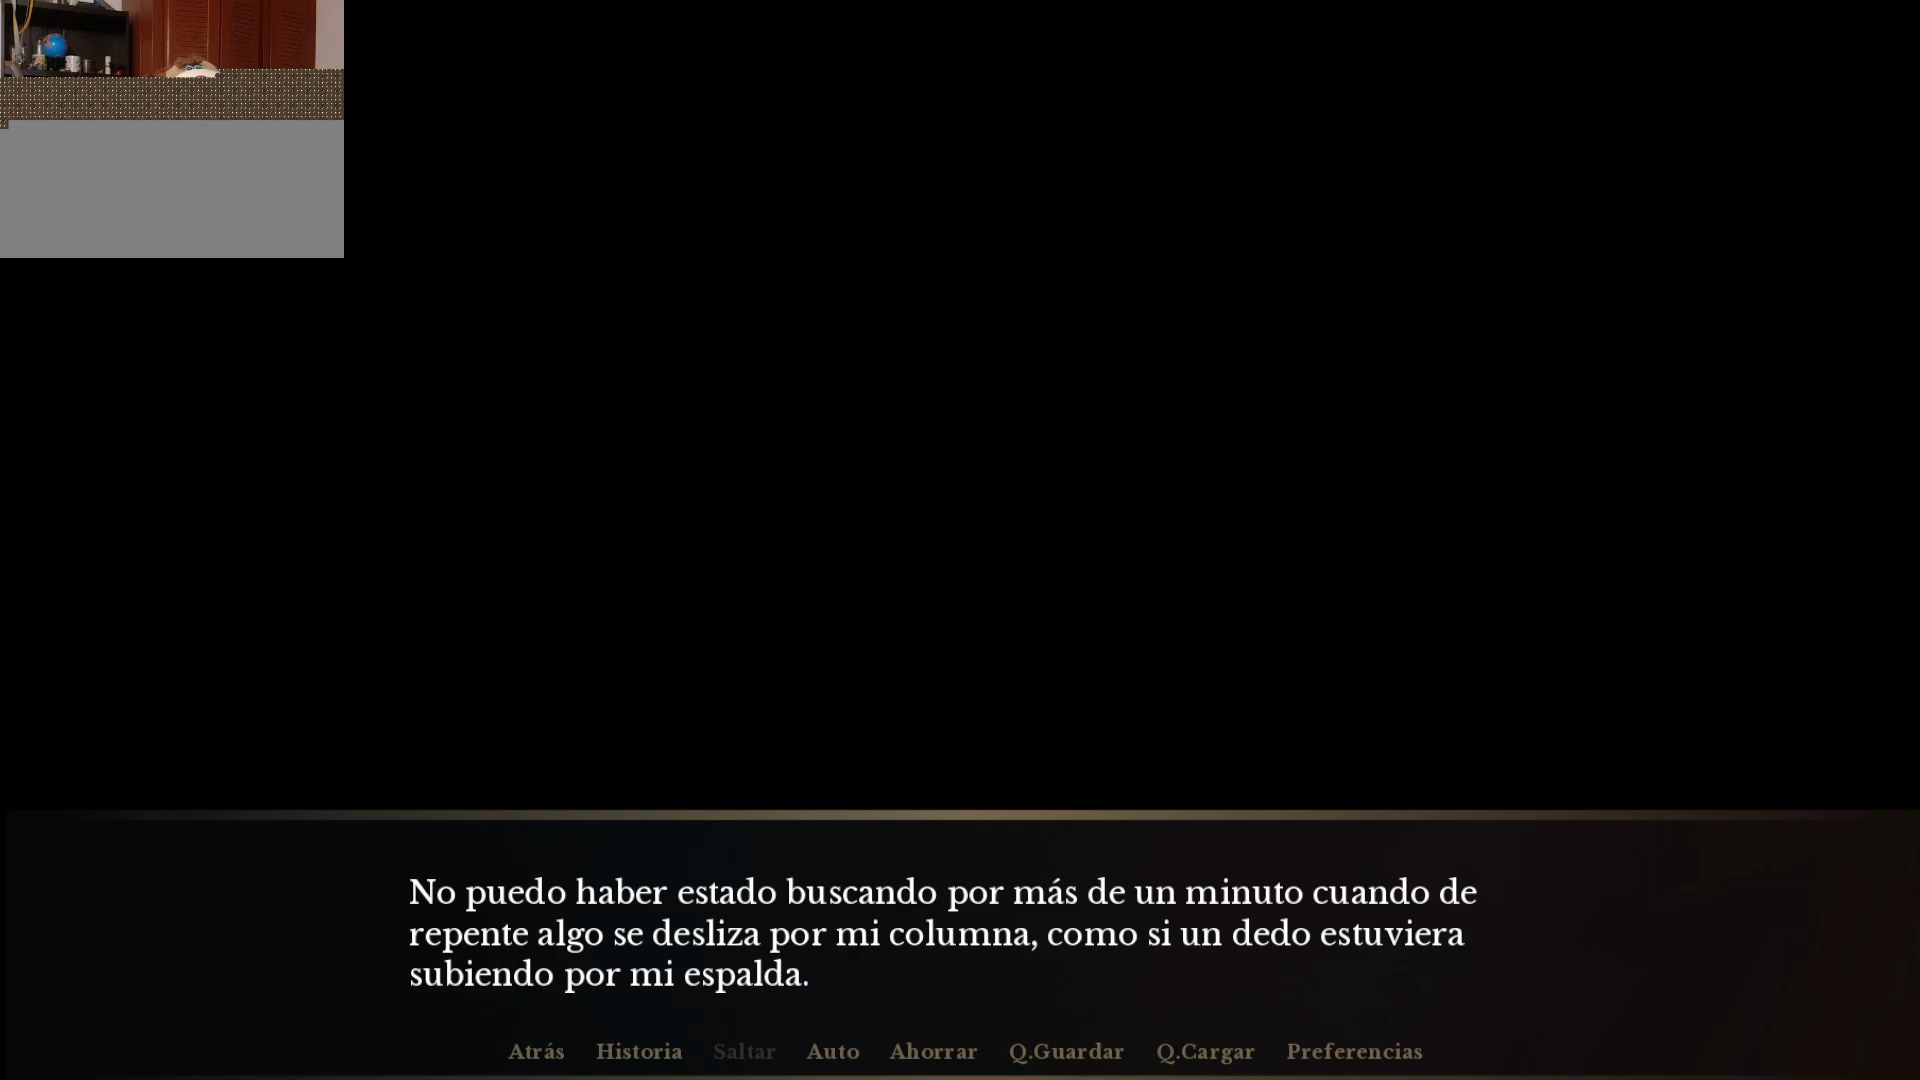 No puedo haber estado buscando por más de un minuto cuando de
repente algo se desliza por mi columna, como si un dedo estuviera
subiendo por mi espalda.
Atrás Historia Saltar Auto Ahorrar Q.Guardar Q.Cargar Preferencias